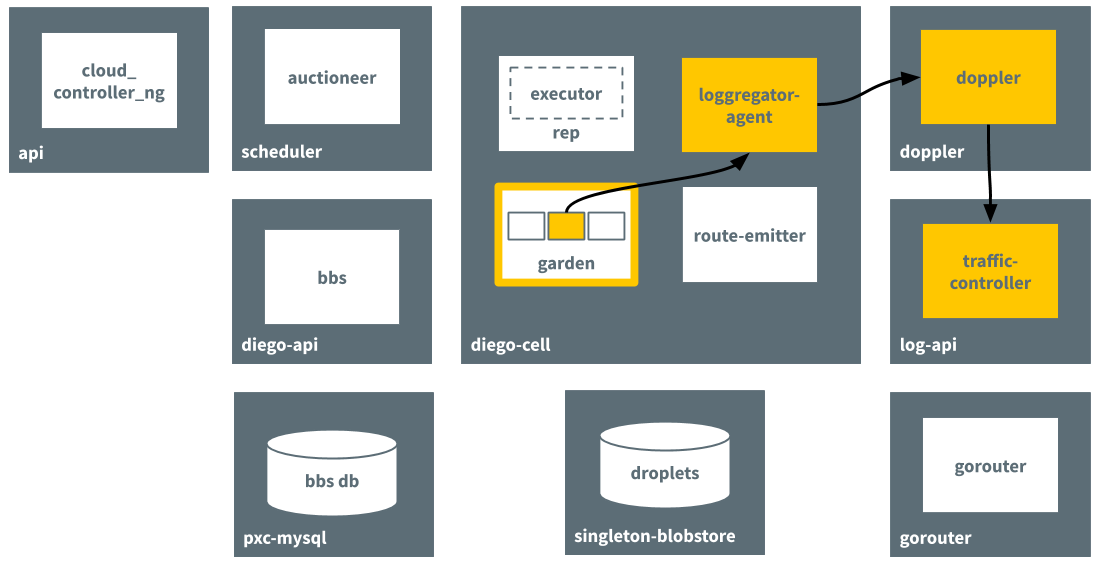 cloud_
controller_ng
api
auctioneer
scheduler
executor
rep
loggregator-
agent
doppler
doppler
bbs
diego-api
garden
route-emitter
diego-cell
traffic-
controller
log-api
bbs db
pxc-mysql
droplets
singleton-blobstore
gorouter
gorouter